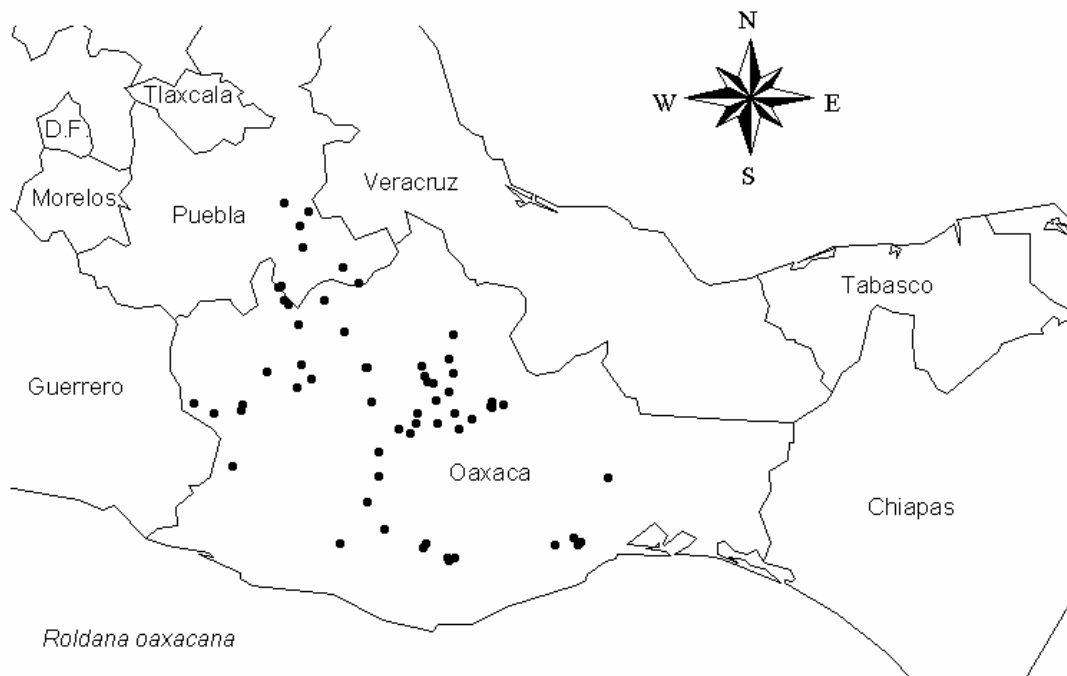 N
Tlaxcala
W
E
D.F.
S
Veracruz
Morelos
Puebla
Tabasco
Guerrero
Oaxaca
Chiapas
Roldana oaxacana